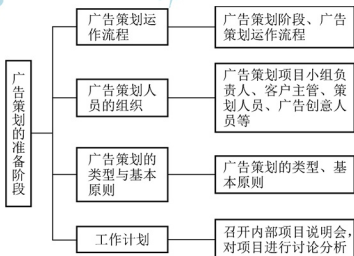 广告策划的准备阶段
广告策划运
作流程
广告策划阶段、广告
策划运作流程
广告策划人
员的组织
广告策划项目小组负
责人、客户主管、策
划人员、广告创意人
员等
广告策划的
类型与基本
原则
广告策划的类型、基
本原则
工作计划
召开内部项目说明会，
对项目进行讨论分析